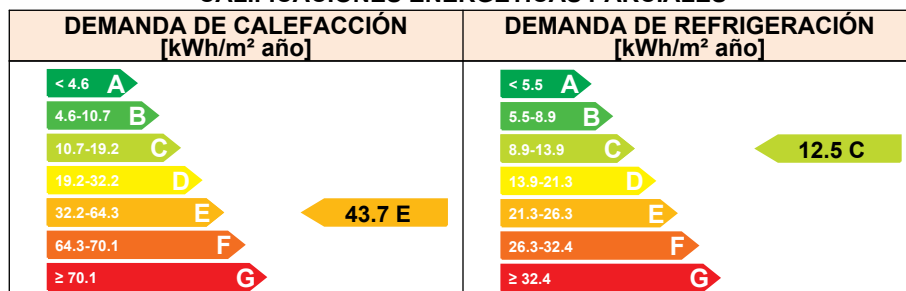 CALIFICACIONES ENERGÉTICAS PARCIALES
DEMANDA DE CALEFACCIÓN
[kWh/m² año]
< 4.6 A
4.6-10.7 B
10.7-19.2 C
19.2-32.2 D
32.2-64.3 E
43.7 E
64.3-70.1 F
≥ 70.1 G
DEMANDA DE REFRIGERACIÓN
[kWh/m² año]
< 5.5 A
5.5-8.9 B
8.9-13.9 C
12.5 C
13.9-21.3 D
21.3-26.3 E
26.3-32.4 F
≥ 32.4 G